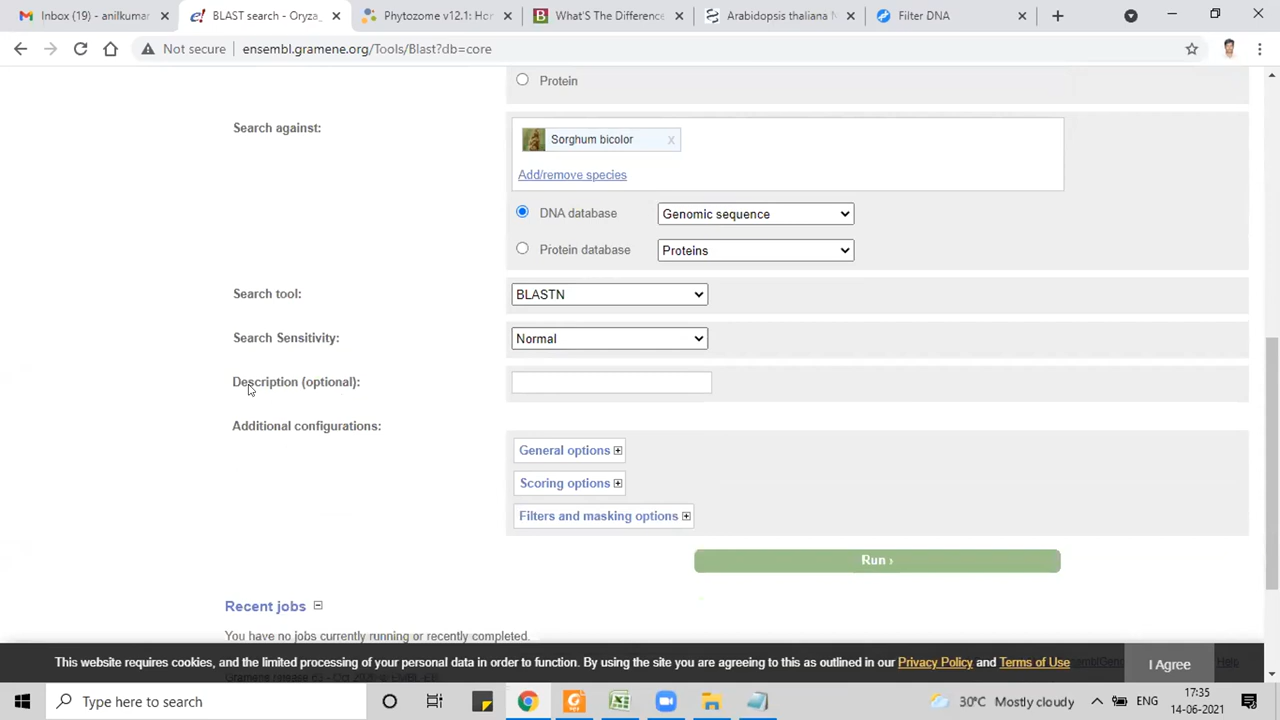 Inbox (19) - anilkumar
BLAST search - Oryza_
Phytozome v12.1: Hom
What'S The Difference
Arabidopsis thaliana N
Filter DNA
Not secure
ensembl.gramene.org/Tools/Blast?db=core
Protein
Search against:
Sorghum bicolor
x
Add/remove species
DNA database
Genomic sequence
Protein database
Proteins
Search tool:
BLASTN
Search Sensitivity:
Normal
Description (optional):
Additional configurations:
General options
Scoring options
Filters and masking options
Run ›
Recent jobs
You have no jobs currently running or recently completed.
This website requires cookies, and the limited processing of your personal data in order to function. By using the site you are agreeing to this as outlined in our Privacy Policy and Terms of Use
I Agree
Help
Type here to search
30°C Mostly cloudy
ENG
17:35
14-06-2021